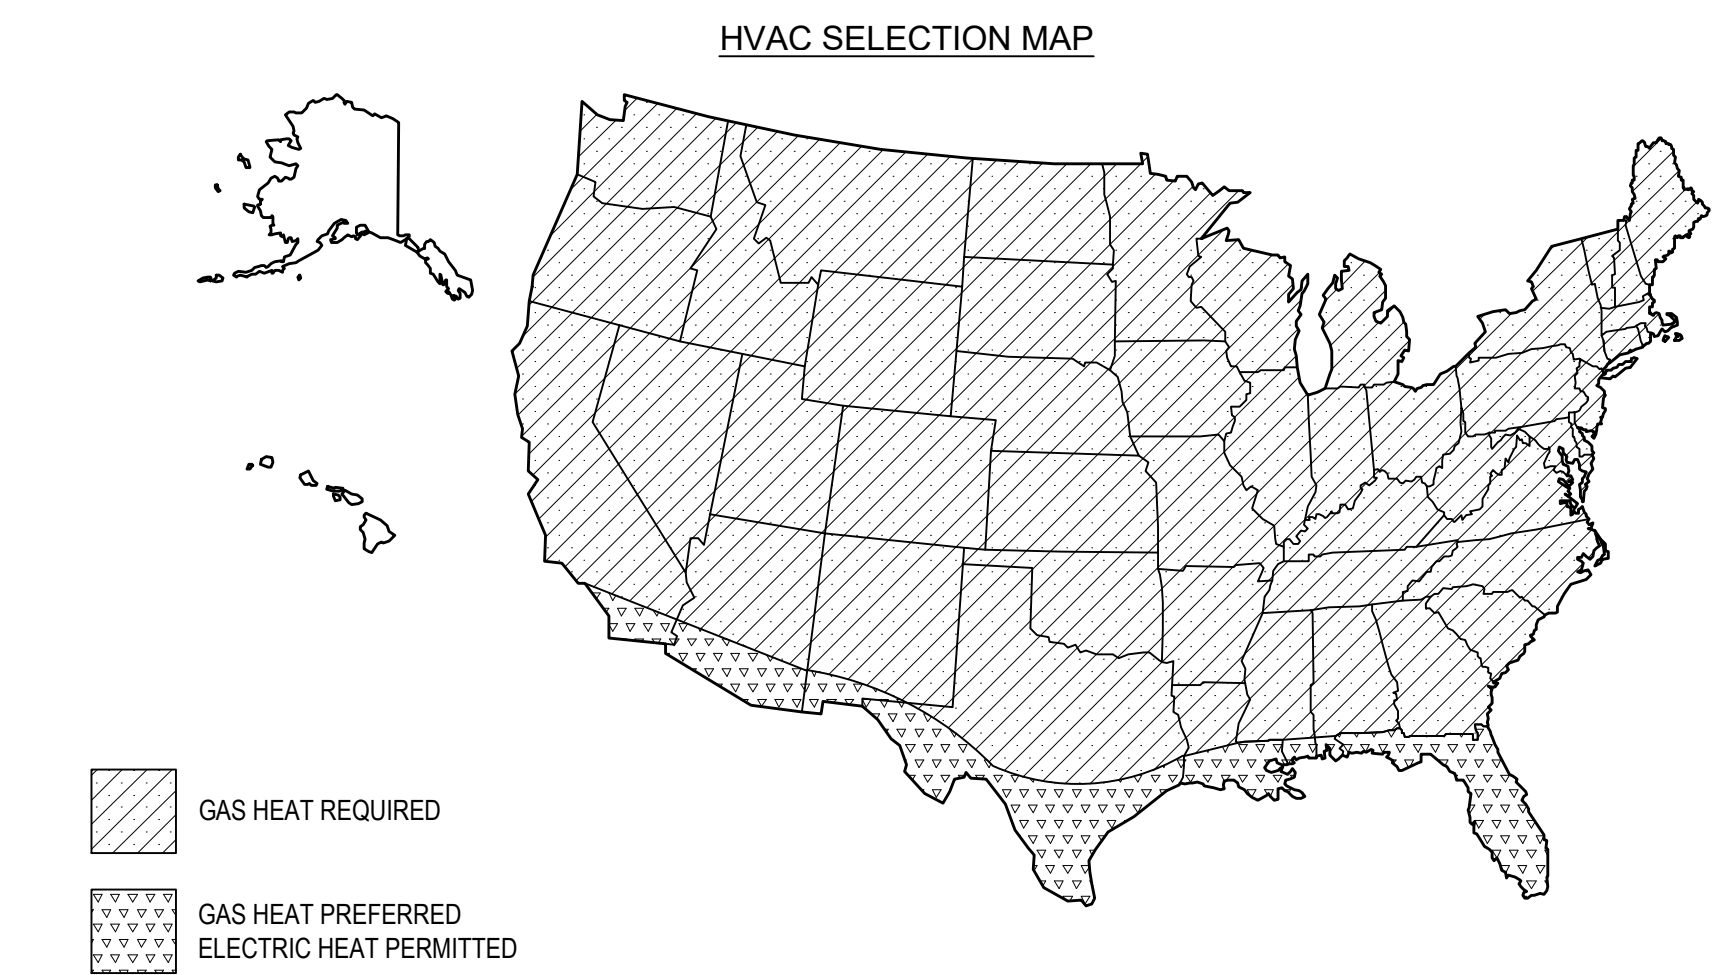 HVAC SELECTION MAP
GAS HEAT REQUIRED
GAS HEAT PREFERRED
ELECTRIC HEAT PERMITTED